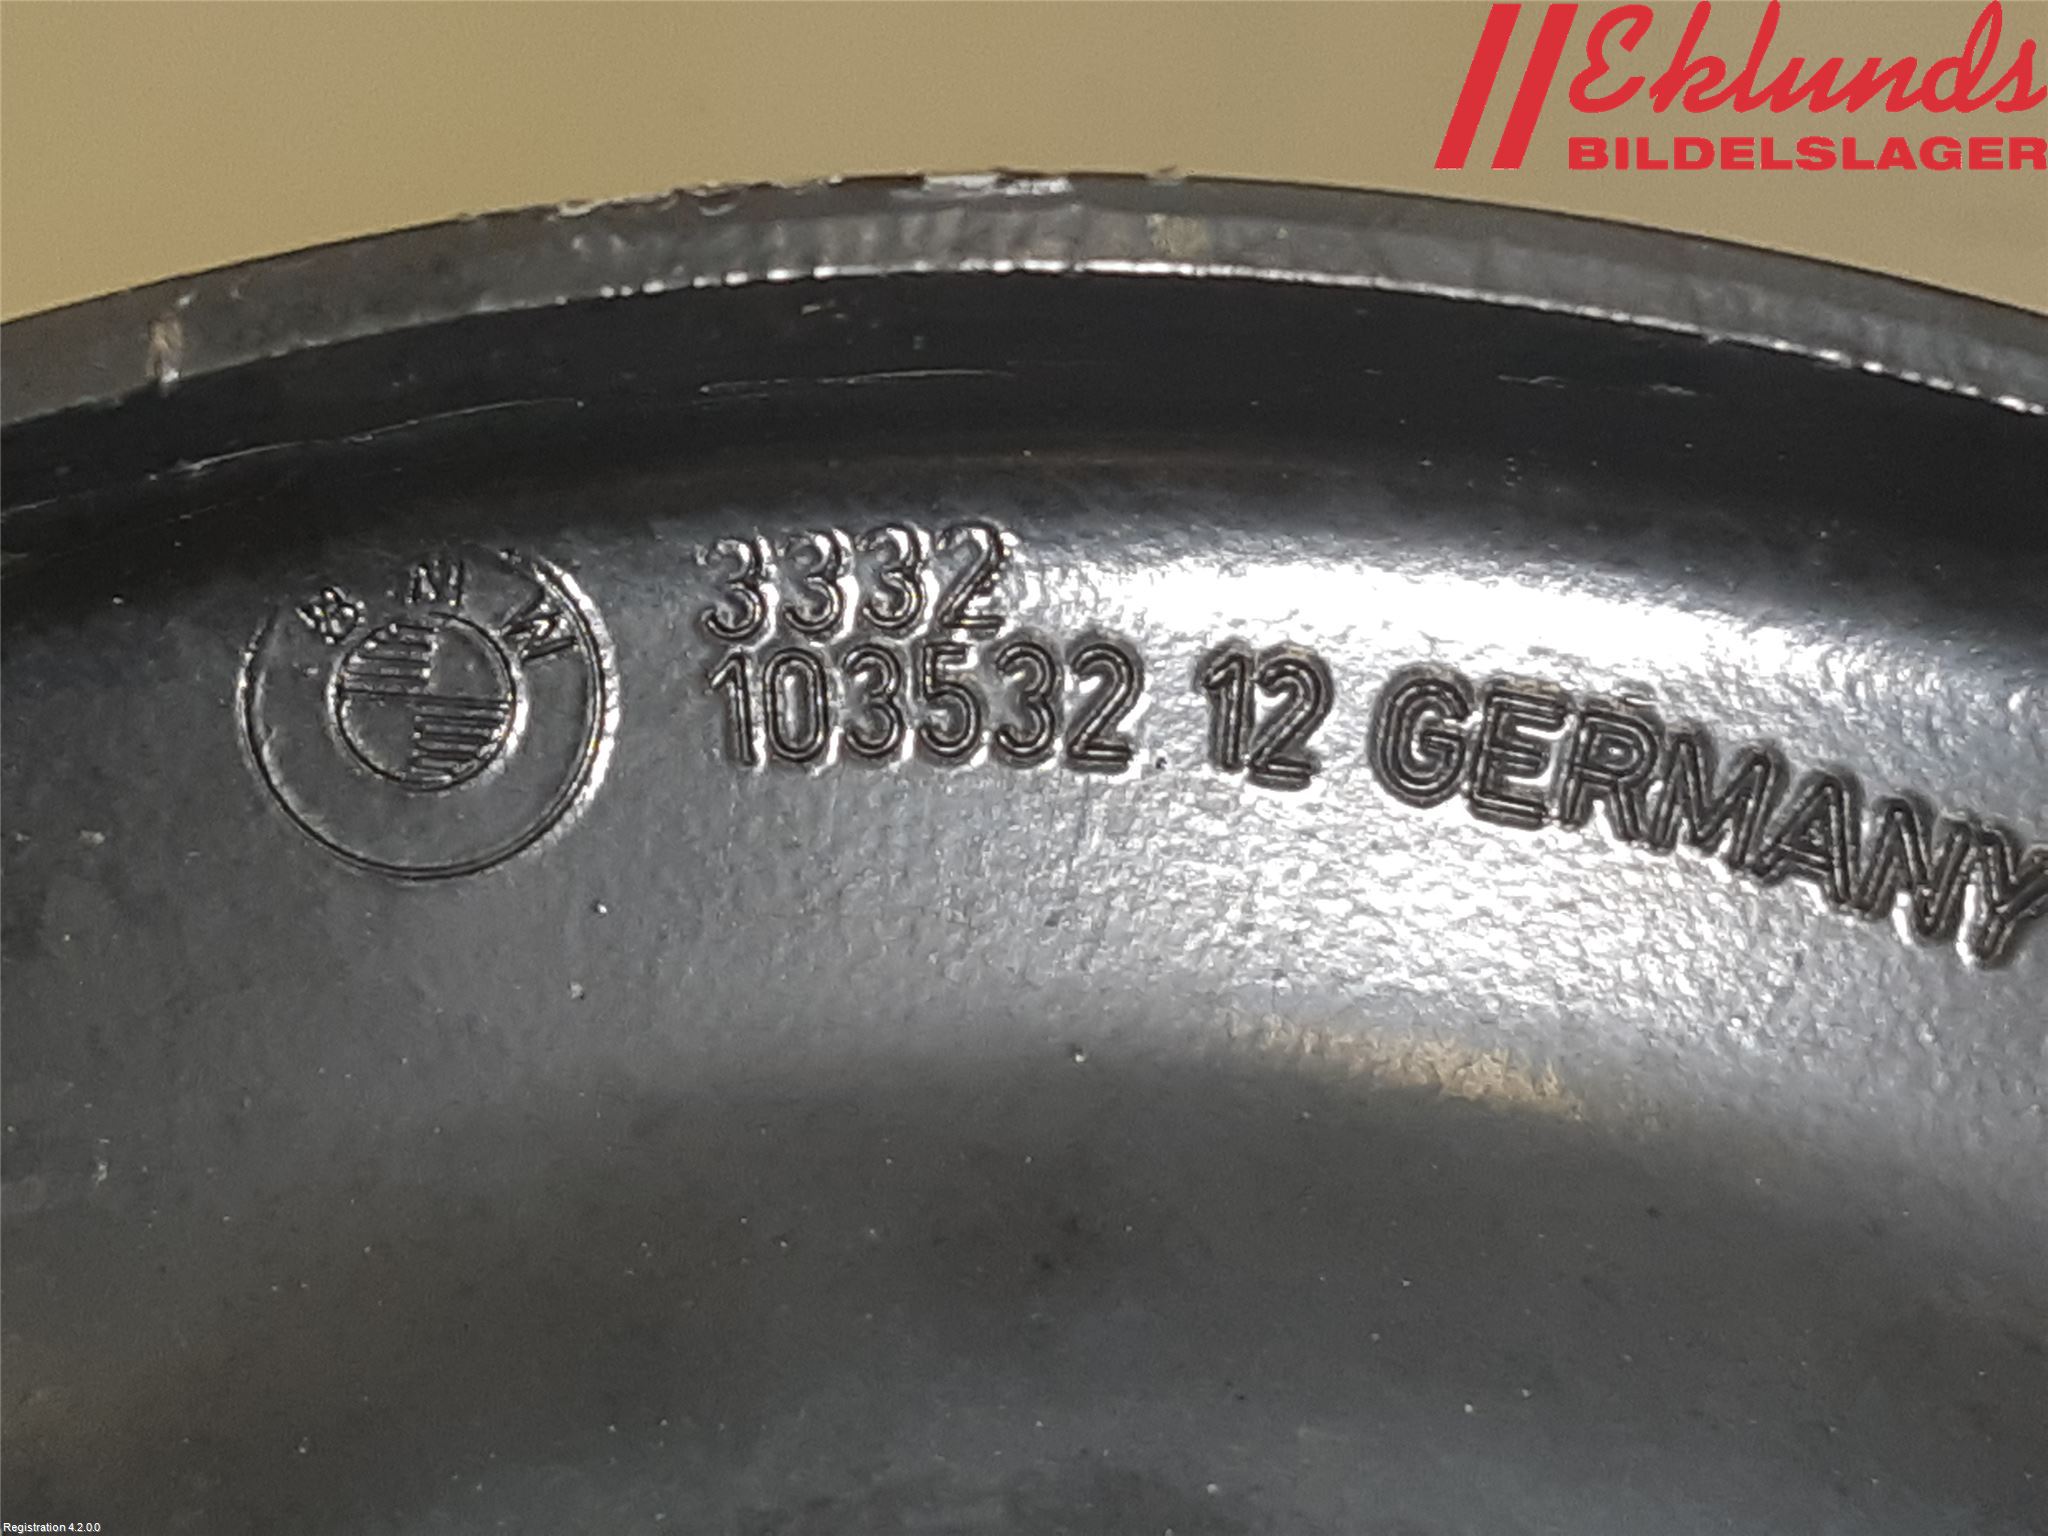 Eklunds
BILDELSLAGER
BMW
3332
103532 12 GERMANY
Registration 4.2.0.0